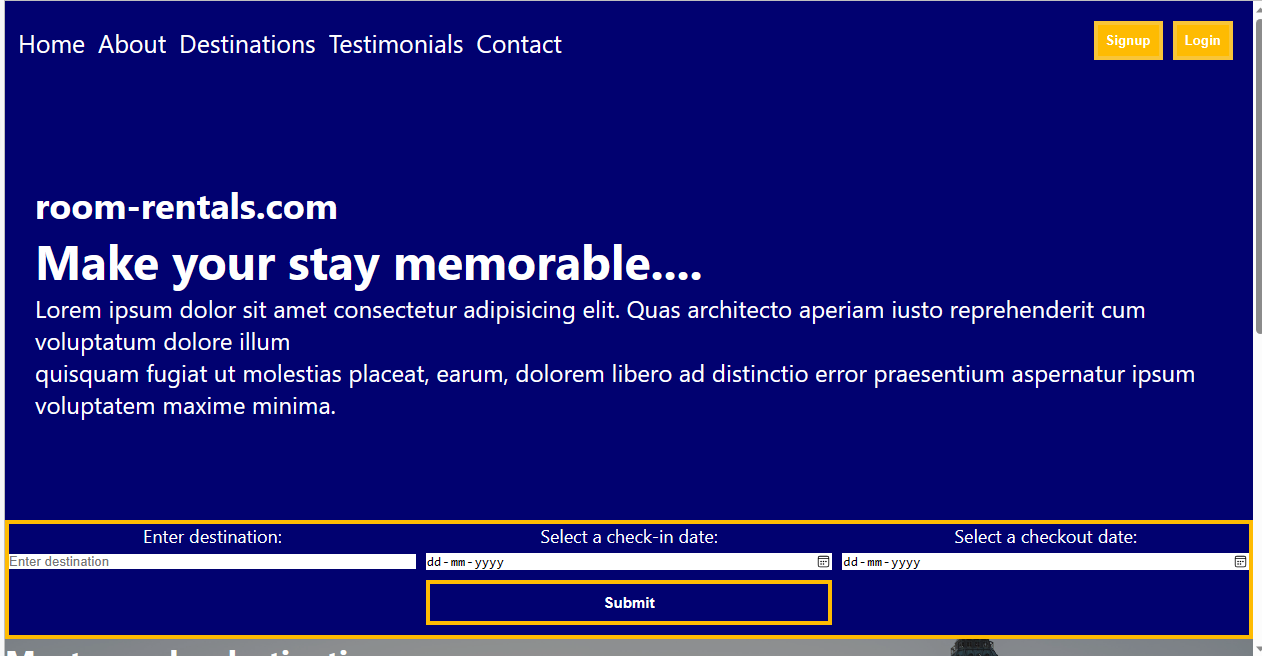 Home About Destinations Testimonials Contact
Signup Login
room-rentals.com
Make your stay memorable....
Lorem ipsum dolor sit amet consectetur adipisicing elit. Quas architecto aperiam iusto reprehenderit cum
voluptatum dolore illum
quisquam fugiat ut molestias placeat, earum, dolorem libero ad distinctio error praesentium aspernatur ipsum
voluptatem maxime minima.
Enter destination: Select a check-in date: Select a checkout date:
Enter destination dd-mm-yyyy dd-mm-yyyy
Submit